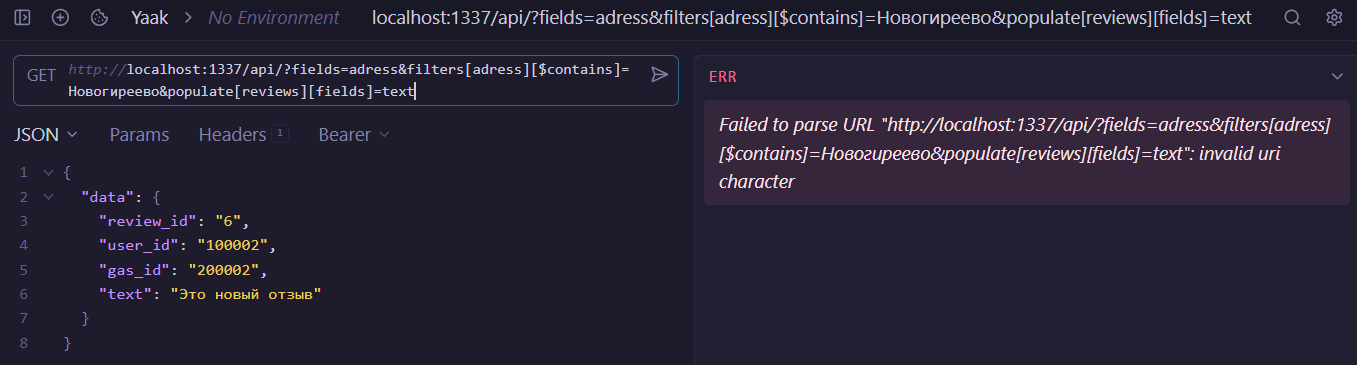 Yaak > No Environment localhost:1337/api/?fields=adress&filters[adress][$contains]=Новогиреево&populate[reviews][fields]=text
GET http://localhost:1337/api/?fields=adress&filters[adress][$contains]=
Новогиреево&populate[reviews][fields]=text
JSON Params Headers 1 Bearer
1 {
2 "data": {
3 "review_id": "6",
4 "user_id": "100002",
5 "gas_id": "200002",
6 "text": "Это новый отзыв"
7 }
8 }
ERR
Failed to parse URL "http://localhost:1337/api/?fields=adress&filters[adress]
[$contains]=Новогиреево&populate[reviews][fields]=text": invalid uri
character